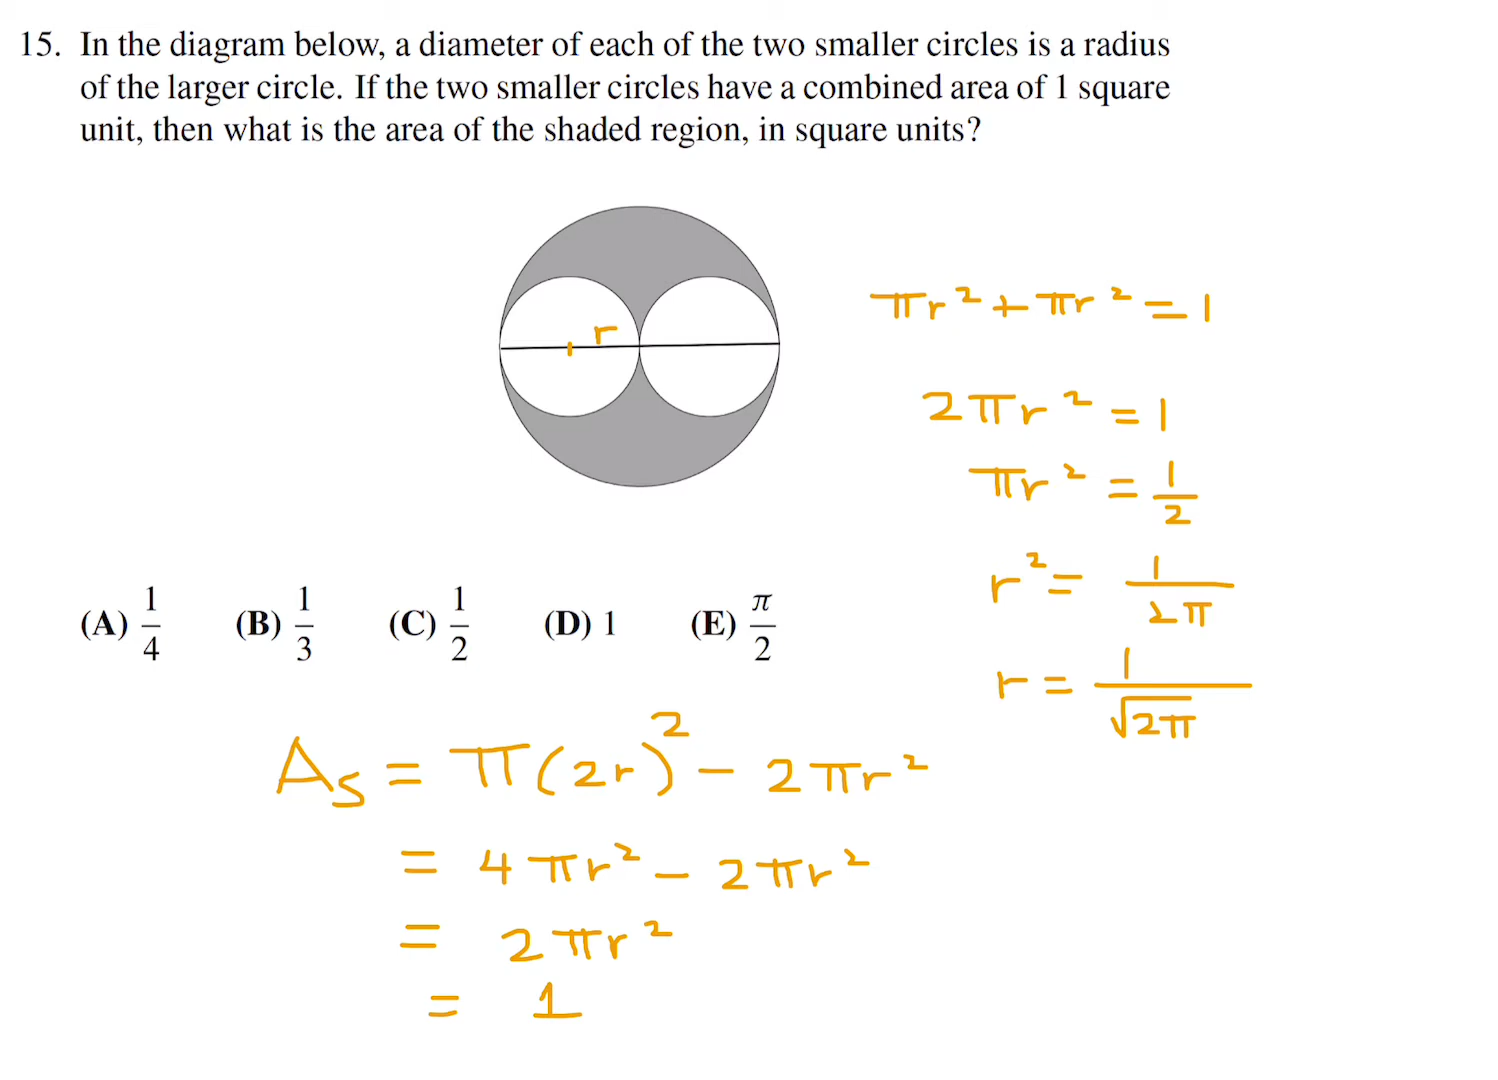 15. In the diagram below, a diameter of each of the two smaller circles is a radius
of the larger circle. If the two smaller circles have a combined area of 1 square
unit, then what is the area of the shaded region, in square units?
r
πr² + πr² = 1
2πr² = 1
πr² = 1/2
r² = 1/2π
r = 1/√2π
(A) 1/4 (B) 1/3 (C) 1/2 (D) 1 (E) π/2
A_S = π(2r)² − 2πr²
= 4πr² − 2πr²
= 2πr²
= 1